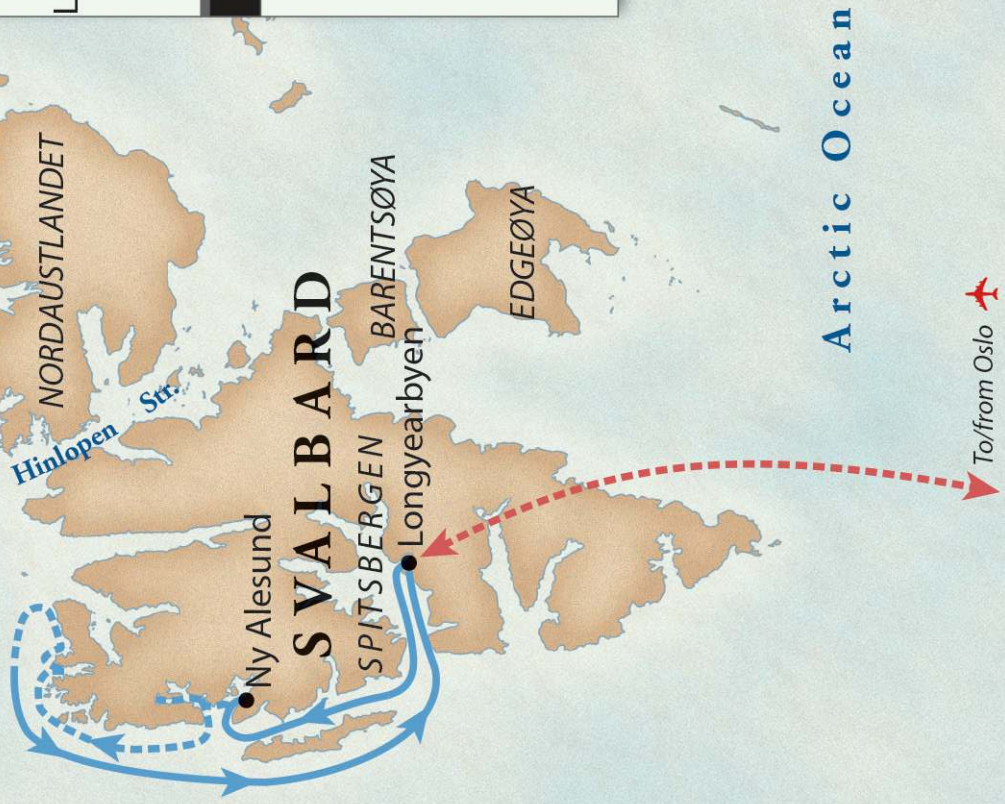 NORDAUSTLANDET
Hinlopen Str.
SVALBARD
BARENTSØYA
EDGEØYA
SPITSBERGEN
Longyearbyen
Ny Alesund
Arctic Ocean
To/from Oslo